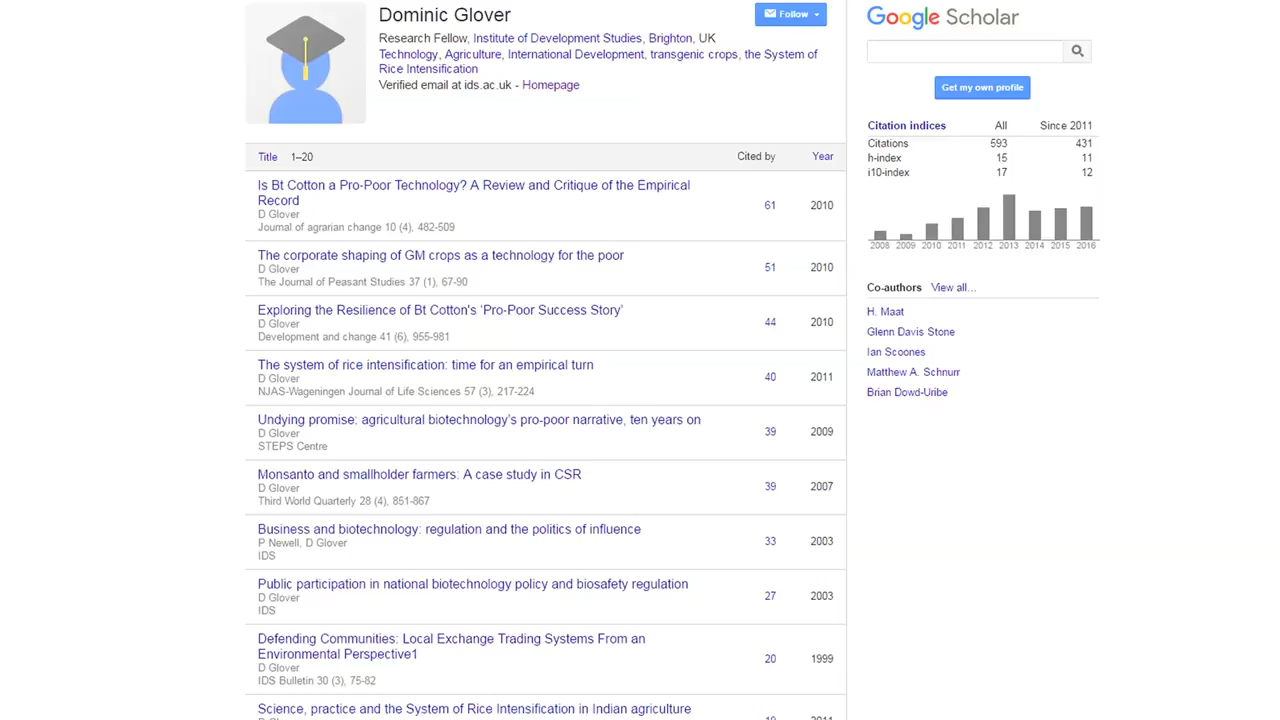 Dominic Glover
Follow
Research Fellow, Institute of Development Studies, Brighton, UK
Technology, Agriculture, International Development, transgenic crops, the System of
Rice Intensification
Verified email at ids.ac.uk - Homepage
Title 1–20 Cited by Year
Is Bt Cotton a Pro-Poor Technology? A Review and Critique of the Empirical
Record
D Glover
Journal of agrarian change 10 (4), 482-509
61 2010
The corporate shaping of GM crops as a technology for the poor
D Glover
The Journal of Peasant Studies 37 (1), 67-90
51 2010
Exploring the Resilience of Bt Cotton's ‘Pro-Poor Success Story’
D Glover
Development and change 41 (6), 955-981
44 2010
The system of rice intensification: time for an empirical turn
D Glover
NJAS-Wageningen Journal of Life Sciences 57 (3), 217-224
40 2011
Undying promise: agricultural biotechnology's pro-poor narrative, ten years on
D Glover
STEPS Centre
39 2009
Monsanto and smallholder farmers: A case study in CSR
D Glover
Third World Quarterly 28 (4), 851-867
39 2007
Business and biotechnology: regulation and the politics of influence
P Newell, D Glover
IDS
33 2003
Public participation in national biotechnology policy and biosafety regulation
D Glover
IDS
27 2003
Defending Communities: Local Exchange Trading Systems From an
Environmental Perspective1
D Glover
IDS Bulletin 30 (3), 75-82
20 1999
Science, practice and the System of Rice Intensification in Indian agriculture
Google Scholar
Get my own profile
Citation indices All Since 2011
Citations 593 431
h-index 15 11
i10-index 17 12
2008 2009 2010 2011 2012 2013 2014 2015 2016
Co-authors View all...
H. Maat
Glenn Davis Stone
Ian Scoones
Matthew A. Schnurr
Brian Dowd-Uribe